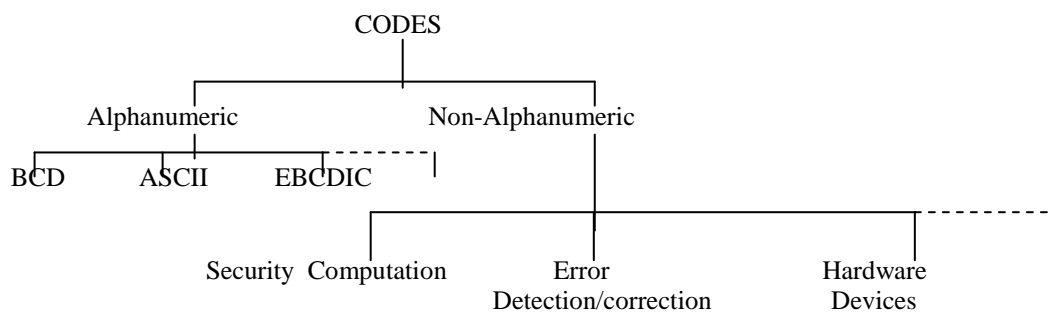 CODES
Alphanumeric Non-Alphanumeric
BCD ASCII EBCDIC
Security Computation Error Hardware
Detection/correction Devices